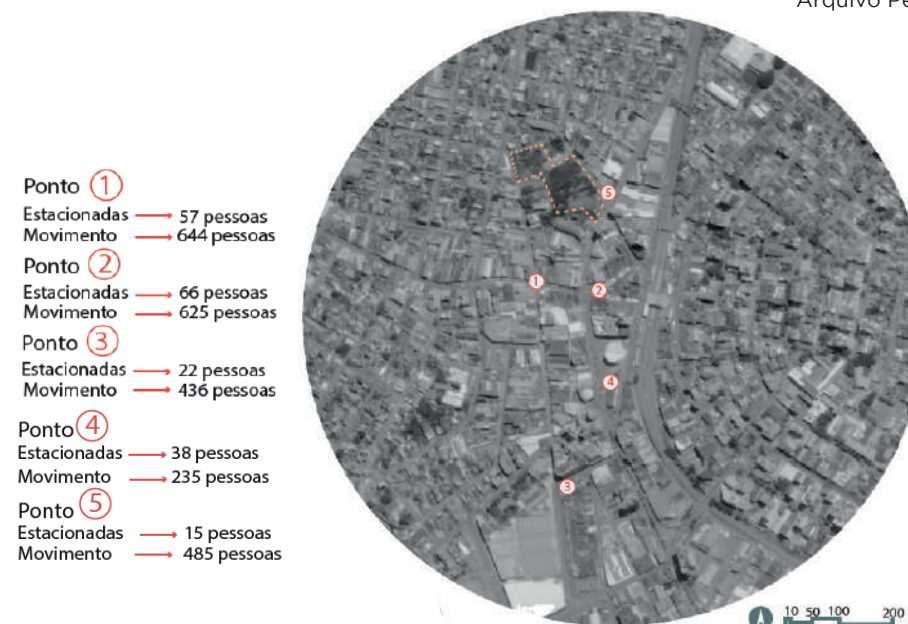 Arquivo Pe
Ponto 1
Estacionadas 57 pessoas
Movimento 644 pessoas
Ponto 2
Estacionadas 66 pessoas
Movimento 625 pessoas
Ponto 3
Estacionadas 22 pessoas
Movimento 436 pessoas
Ponto 4
Estacionadas 38 pessoas
Movimento 235 pessoas
Ponto 5
Estacionadas 15 pessoas
Movimento 485 pessoas
5
1
2
4
3
10 50 100 200